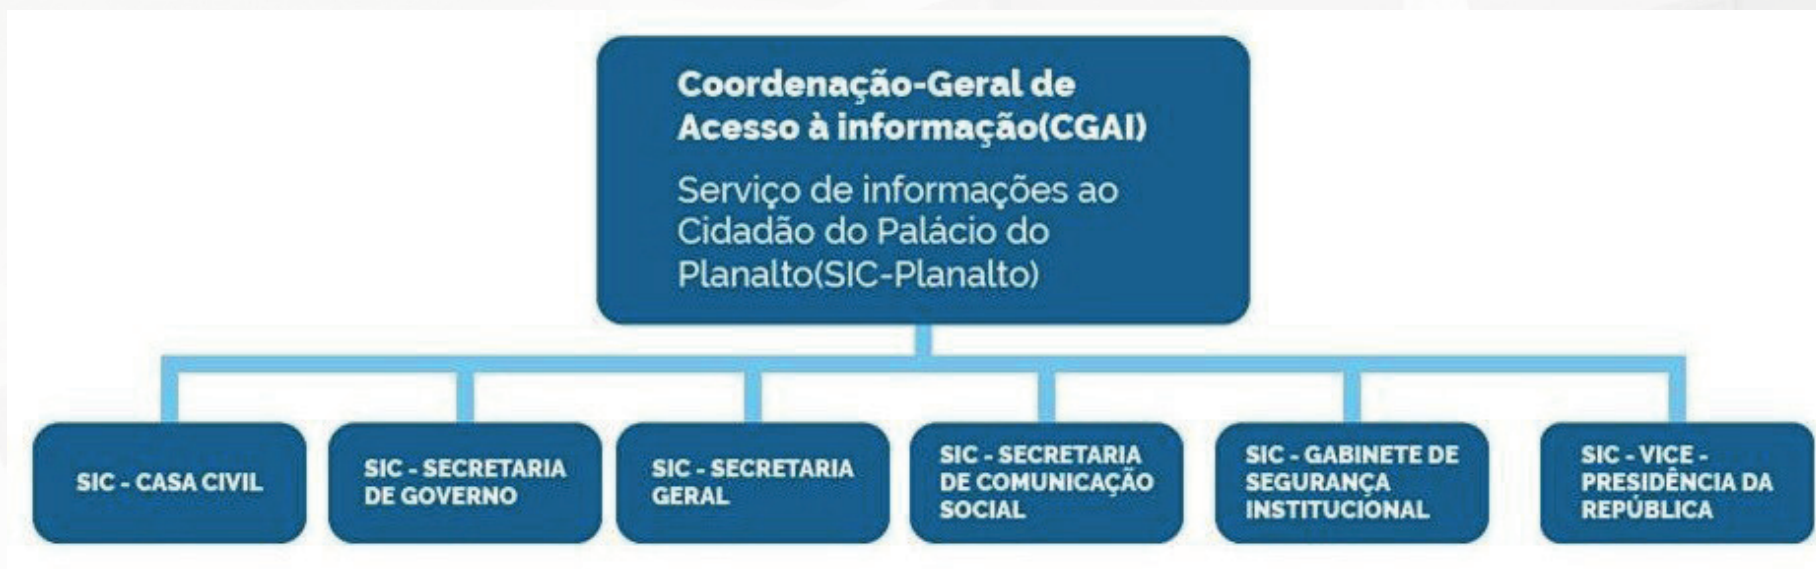 Coordenação-Geral de
Acesso à informação(CGAI)
Serviço de informações ao
Cidadão do Palácio do
Planalto(SIC-Planalto)
SIC - CASA CIVIL
SIC - SECRETARIA
DE GOVERNO
SIC - SECRETARIA
GERAL
SIC - SECRETARIA
DE COMUNICAÇÃO
SOCIAL
SIC - GABINETE DE
SEGURANÇA
INSTITUCIONAL
SIC - VICE -
PRESIDÊNCIA DA
REPÚBLICA